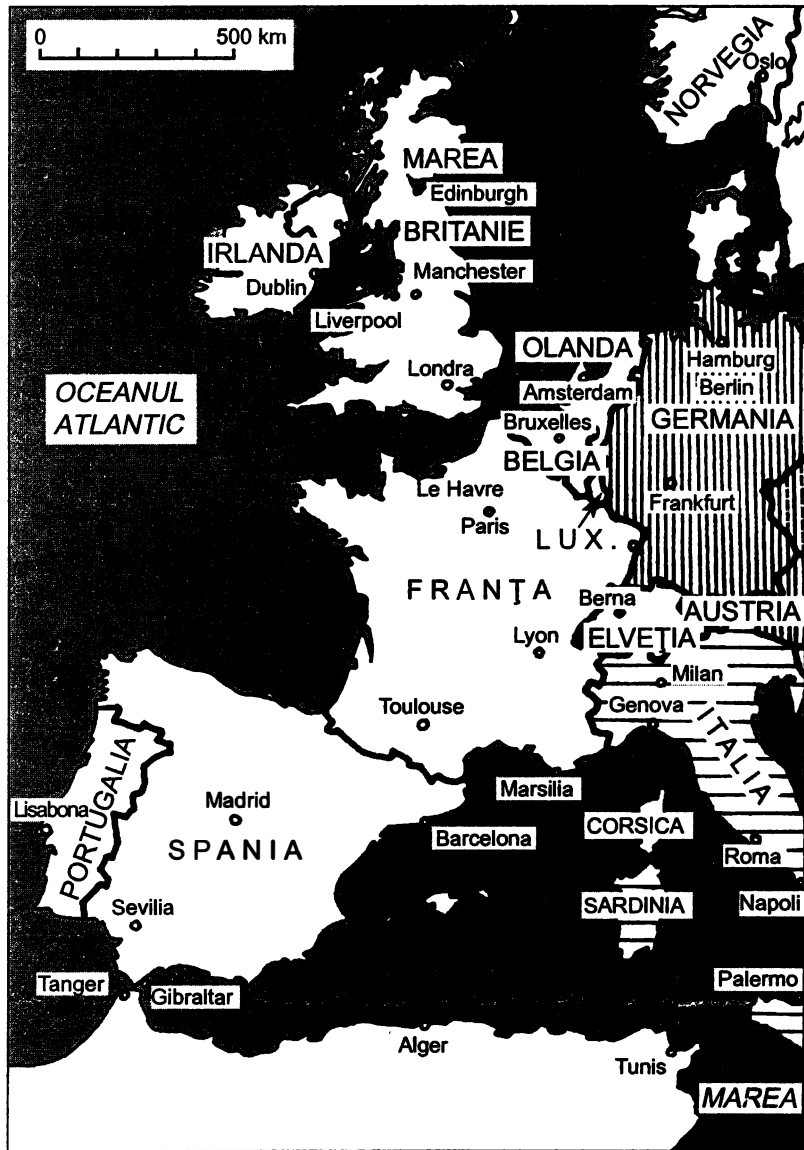 0 500 km
NORVEGIA
Oslo
MAREA
Edinburgh
BRITANIE
IRLANDA
Dublin
Manchester
Liverpool
Londra
OLANDA
Amsterdam
Hamburg
Berlin
GERMANIA
OCEANUL
ATLANTIC
Bruxelles
BELGIA
Le Havre
Paris
LUX.
Frankfurt
FRANŢA
Berna
AUSTRIA
ELVEŢIA
Lyon
Milan
Toulouse
Genova
ITALIA
Marsilia
PORTUGALIA
Lisabona
Madrid
SPANIA
Barcelona
CORSICA
Roma
SARDINIA
Napoli
Sevilia
Tanger
Gibraltar
Palermo
Alger
Tunis
MAREA